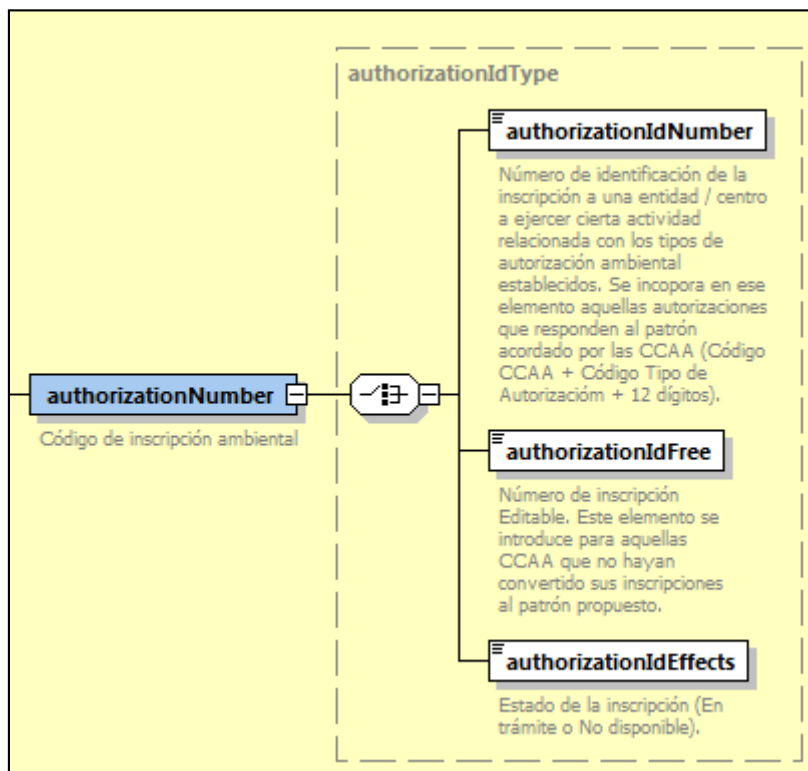 authorizationIdType
authorizationIdNumber
Número de identificación de la
inscripción a una entidad / centro
a ejercer cierta actividad
relacionada con los tipos de
autorización ambiental
establecidos. Se incopora en ese
elemento aquellas autorizaciones
que responden al patrón
acordado por las CCAA (Código
CCAA + Código Tipo de
Autorizacióm + 12 dígitos).
authorizationNumber
Código de inscripción ambiental
authorizationIdFree
Número de inscripción
Editable. Este elemento se
introduce para aquellas
CCAA que no hayan
convertido sus inscripciones
al patrón propuesto.
authorizationIdEffects
Estado de la inscripción (En
trámite o No disponible).